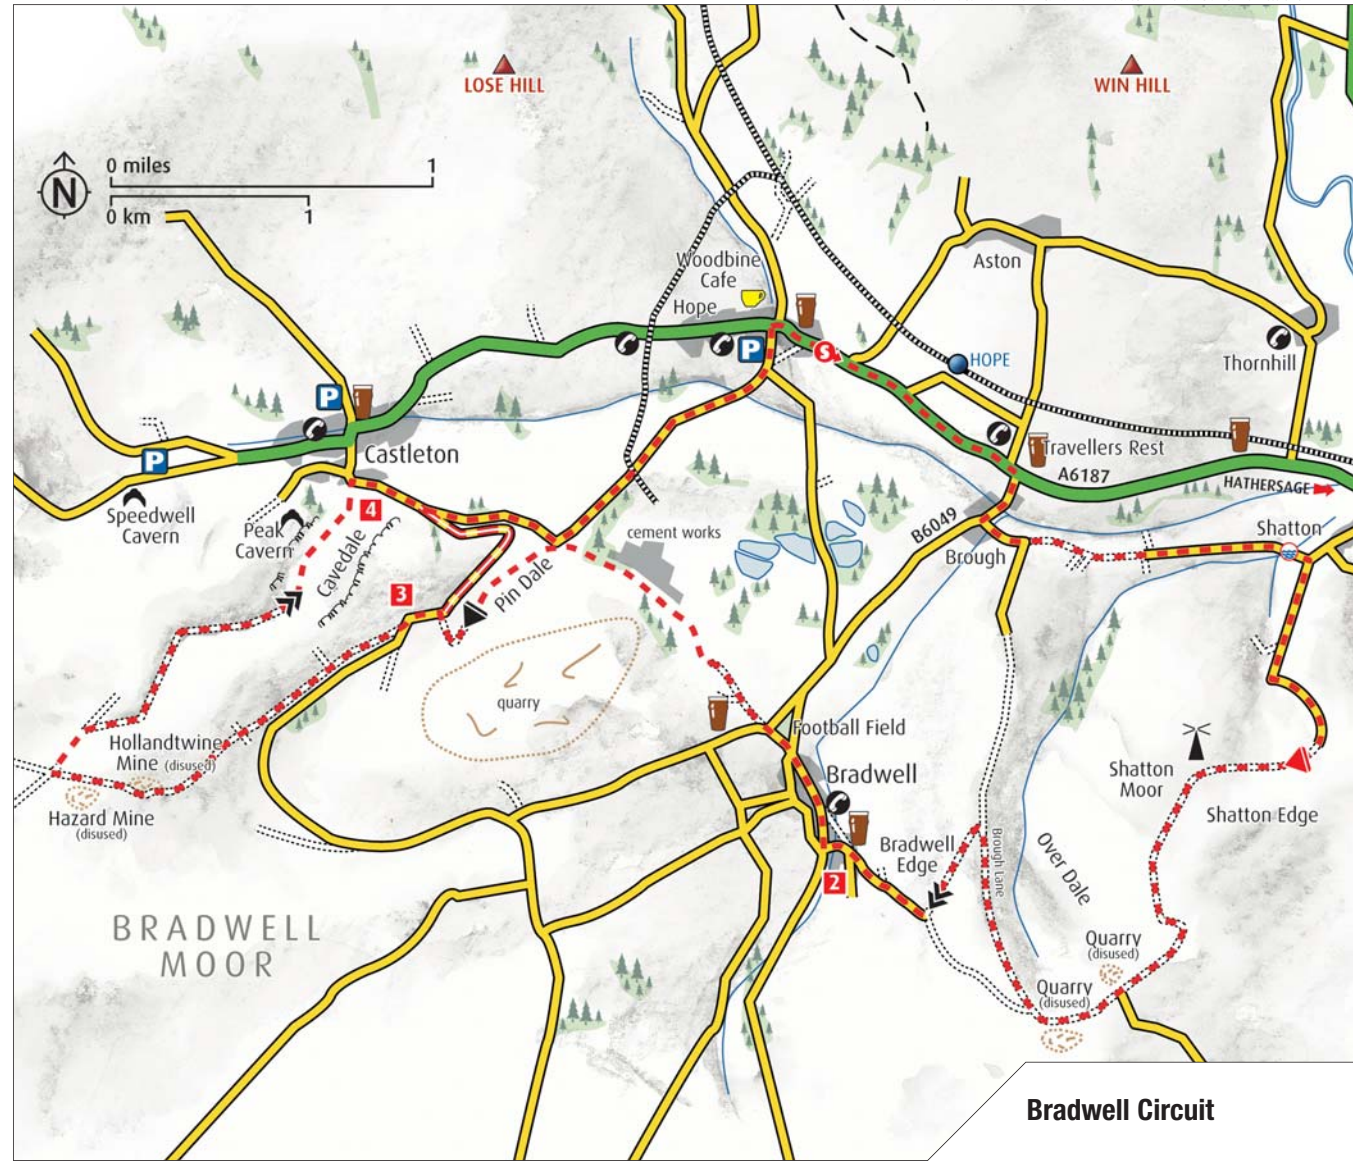 LOSE HILL
WIN HILL
0 miles
1
N
0 km
1
Woodbine
Cafe
Hope
Aston
P
S
HOPE
Thornhill
P
P
Castleton
Travellers Rest
A6187
HATHERSAGE
Speedwell
Cavern
Peak
Cavern
4
Cavedale
cement works
B6049
Brough
Shatton
3
Pin Dale
quarry
Football Field
Hollandtwine
Mine (disused)
Hazard Mine
(disused)
Bradwell
Shatton
Moor
Shatton Edge
Bradwell
Edge
Brough Lane
Over Dale
2
BRADWELL
MOOR
Quarry
(disused)
Quarry
(disused)
Bradwell Circuit